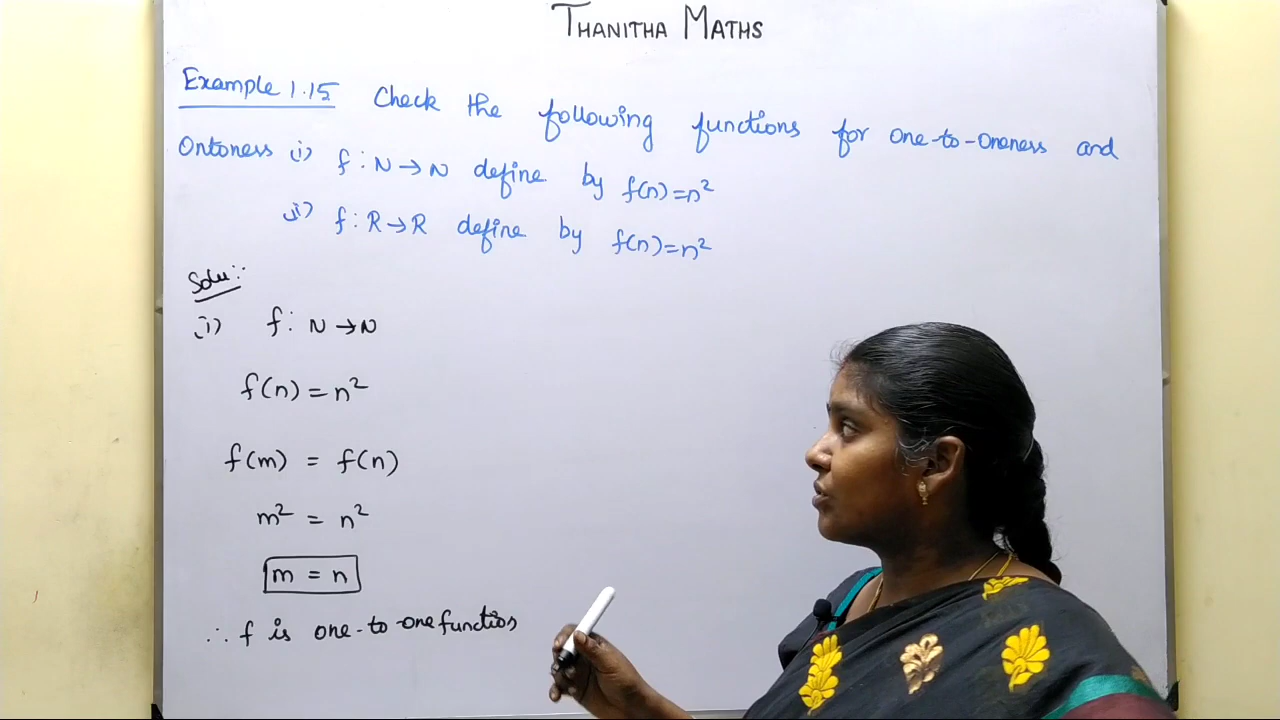 THANITHA MATHS
Example 1.15 Check the following functions for one-to-oneness and
Ontoness (i) f : N → N define by f(n)=n²
(ii) f : R → R define by f(n)=n²
Solu:-
(i) f : N → N
f(n) = n²
f(m) = f(n)
m² = n²
m = n
∴ f is one-to-one function